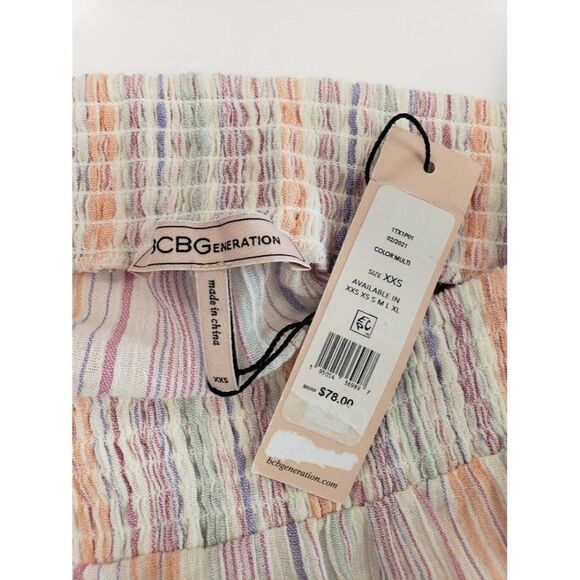 BCBGENERATION
made in china
XXS
1TX1P01
02/2021
COLOR MULTI
SIZE XXS
AVAILABLE IN
XXS XS S M L XL
MSRP $78.00
bcbgeneration.com